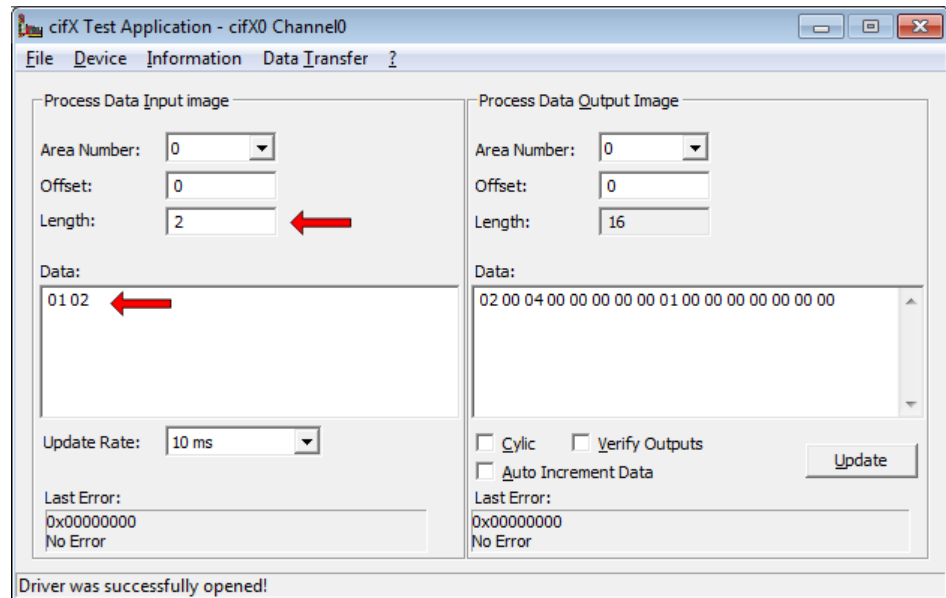 cifX Test Application - cifX0 Channel0
File Device Information Data Transfer ?
Process Data Input image
Area Number: 0
Offset: 0
Length: 2
Data:
01 02
Update Rate: 10 ms
Last Error:
0x00000000
No Error
Process Data Output Image
Area Number: 0
Offset: 0
Length: 16
Data:
02 00 04 00 00 00 00 00 01 00 00 00 00 00 00 00
Cylic Verify Outputs
Auto Increment Data
Update
Last Error:
0x00000000
No Error
Driver was successfully opened!